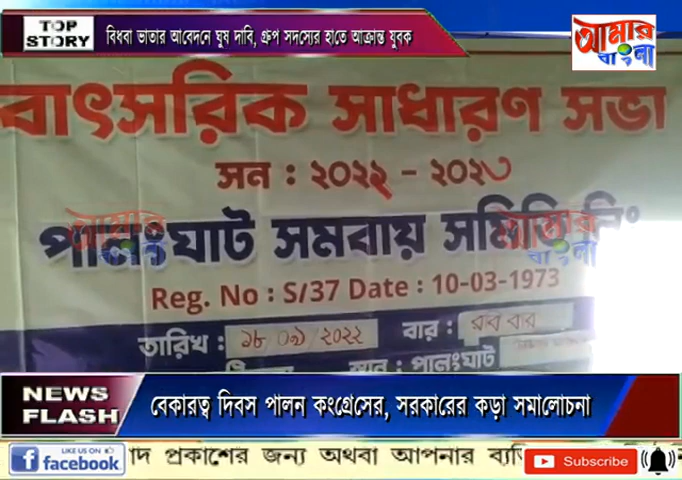 TOP STORY বিধবা ভাতার আবেদনে ঘুষ দাবি, গ্রুপ সদস্যের হাতে আক্রান্ত যুবক
আমার বাংলা
বাৎসরিক সাধারণ সভা
সন : ২০২২ - ২০২৩
পালংঘাট সমবায় সমিতি লিঃ
আমার বাংলা
আমার বাংলা
Reg. No : S/37 Date : 10-03-1973
তারিখ : ১৮/০৯/২০২২ বার : রবি বার
স্থান : পালংঘাট
NEWS FLASH বেকারত্ব দিবস পালন কংগ্রেসের, সরকারের কড়া সমালোচনা
LIKE US ON
facebook প্রকাশের জন্য অথবা আপনার Subscribe